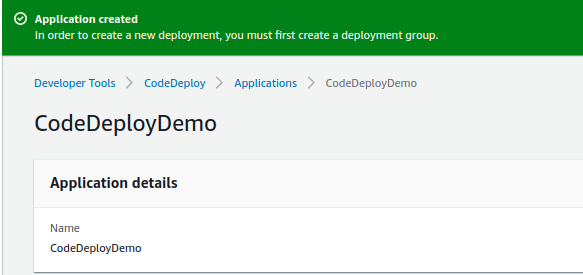 Application created
In order to create a new deployment, you must first create a deployment group.
Developer Tools > CodeDeploy > Applications > CodeDeployDemo
CodeDeployDemo
Application details
Name
CodeDeployDemo